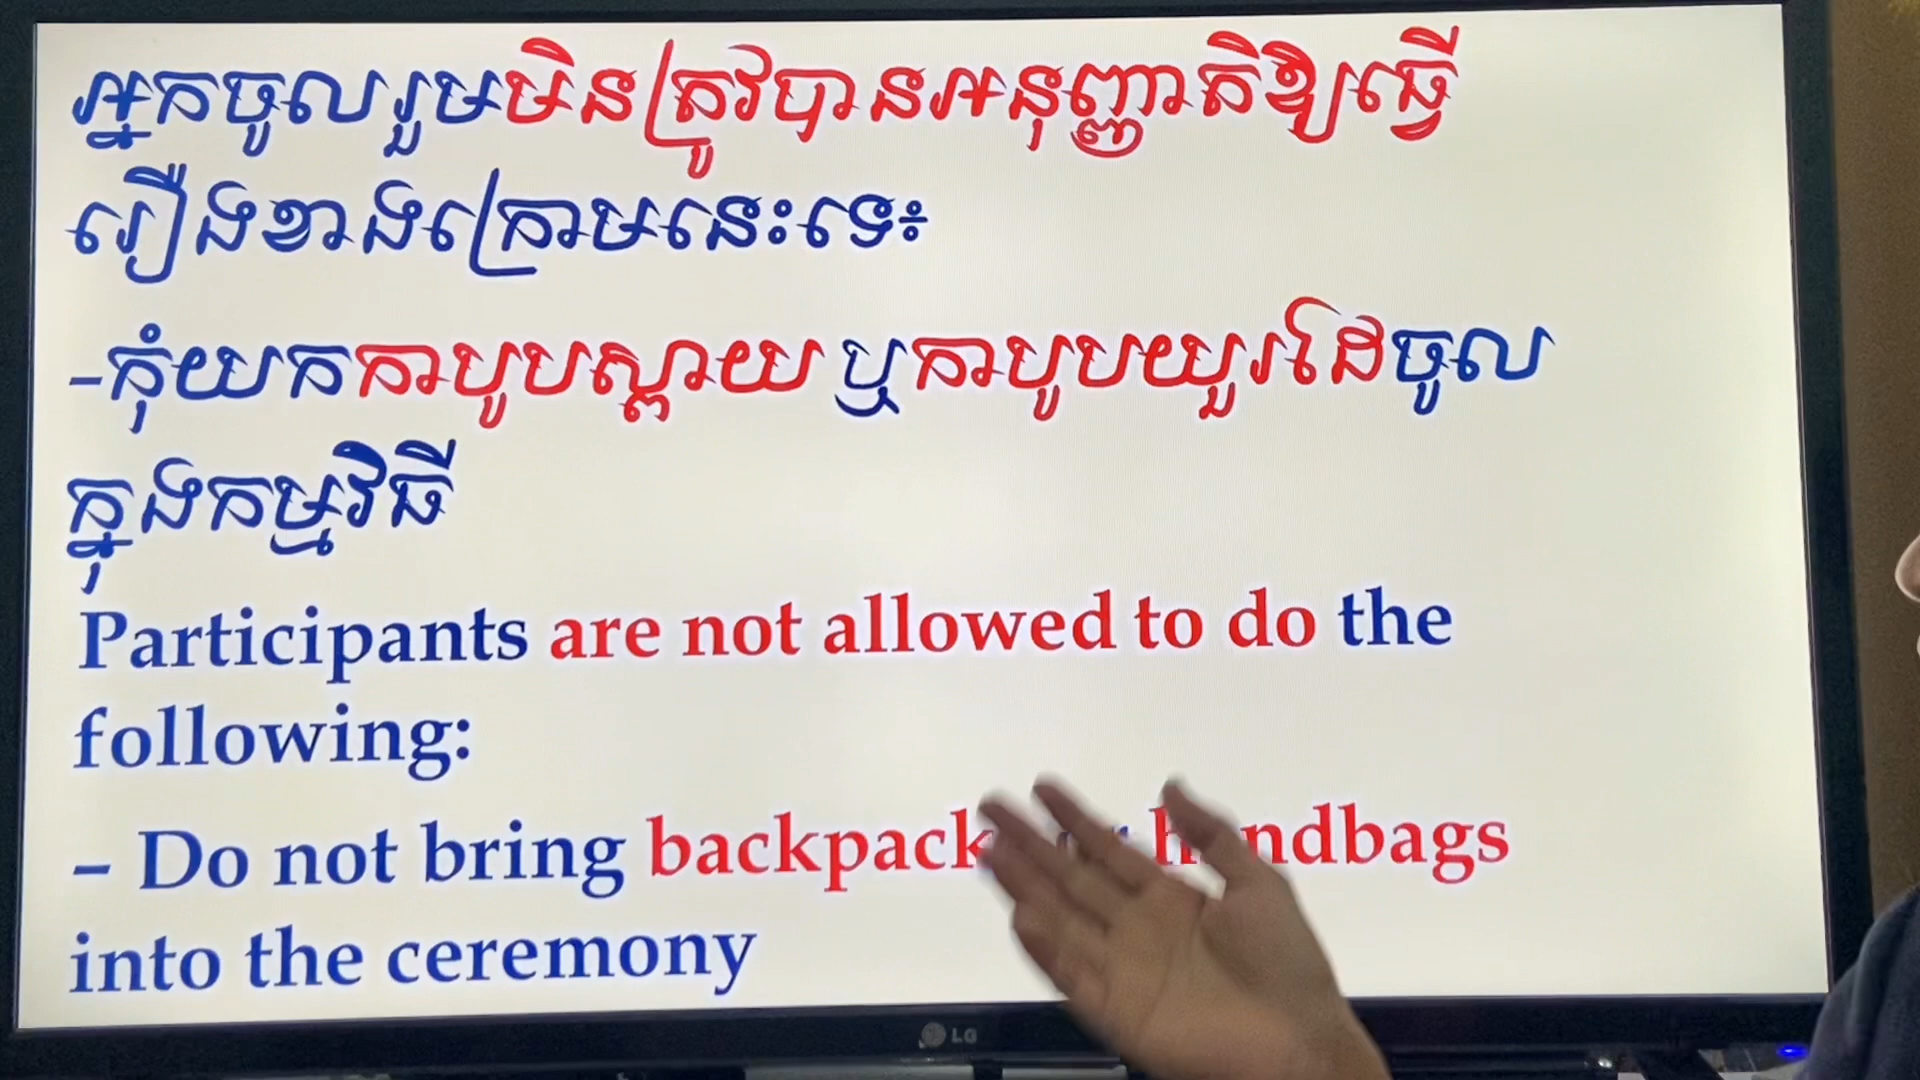 អ្នកចូលរួមមិនត្រូវបានអនុញ្ញាតិឱ្យធ្វើ
រឿងខាងក្រោមនេះទេ៖
-កុំយកកាបូបស្ពាយ ឬកាបូបយួរដៃចូល
ក្នុងកម្មវិធី
Participants are not allowed to do the
following:
– Do not bring backpack handbags
into the ceremony
LG